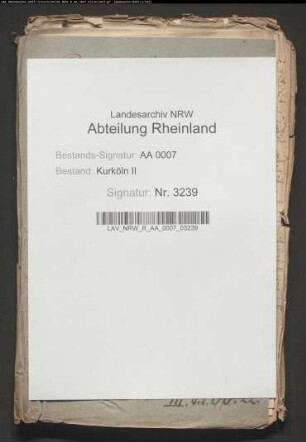 Landesarchiv NRW
Abteilung Rheinland
Bestands-Signatur: AA 0007
Bestand: Kurköln II
Signatur: Nr. 3239
LAV_NRW_R_AA_0007_03239